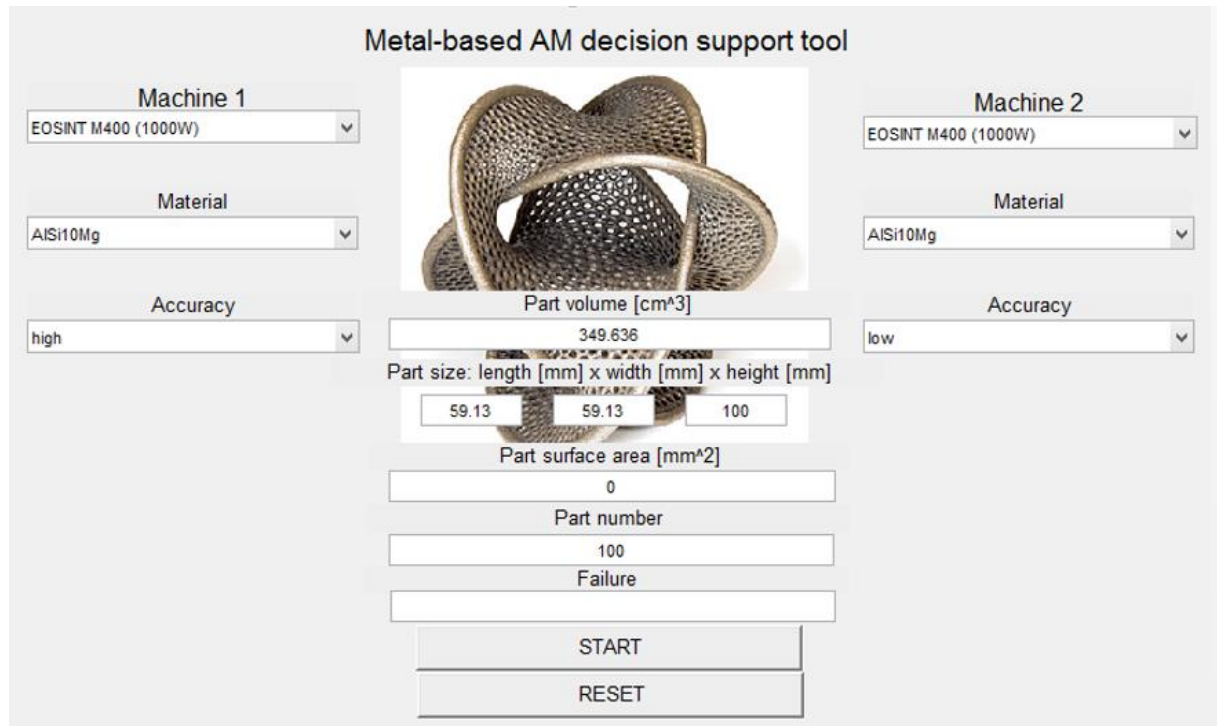 Metal-based AM decision support tool
Machine 1
EOSINT M400 (1000W)
Material
AlSi10Mg
Accuracy
high
Part volume [cm^3]
349.636
Part size: length [mm] x width [mm] x height [mm]
59.13 59.13 100
Part surface area [mm^2]
0
Part number
100
Failure
START
RESET
Machine 2
EOSINT M400 (1000W)
Material
AlSi10Mg
Accuracy
low